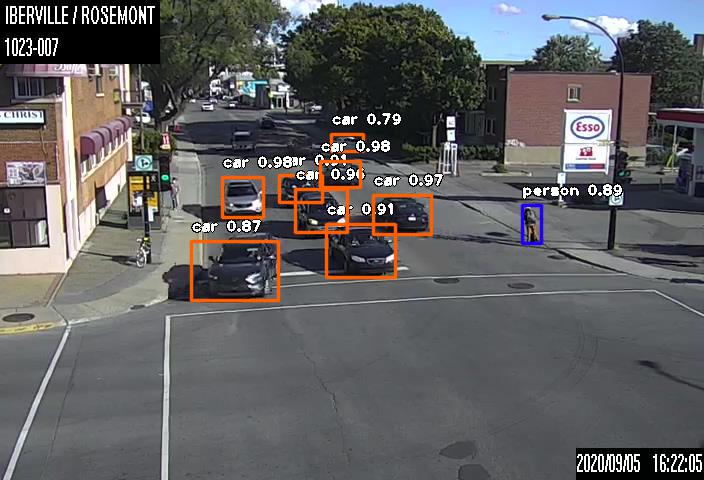 IBERVILLE / ROSEMONT
1023-007
CHRIST
Esso
car 0.79
car 0.98
car 0.98
car 0.96
car 0.97
car 0.91
car 0.87
person 0.89
2020/09/05 16:22:05